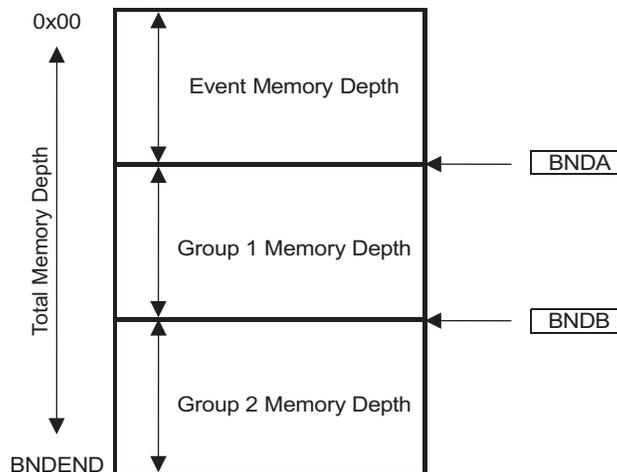 0x00
Event Memory Depth
BNDA
Total Memory Depth
Group 1 Memory Depth
BNDB
Group 2 Memory Depth
BNDEND